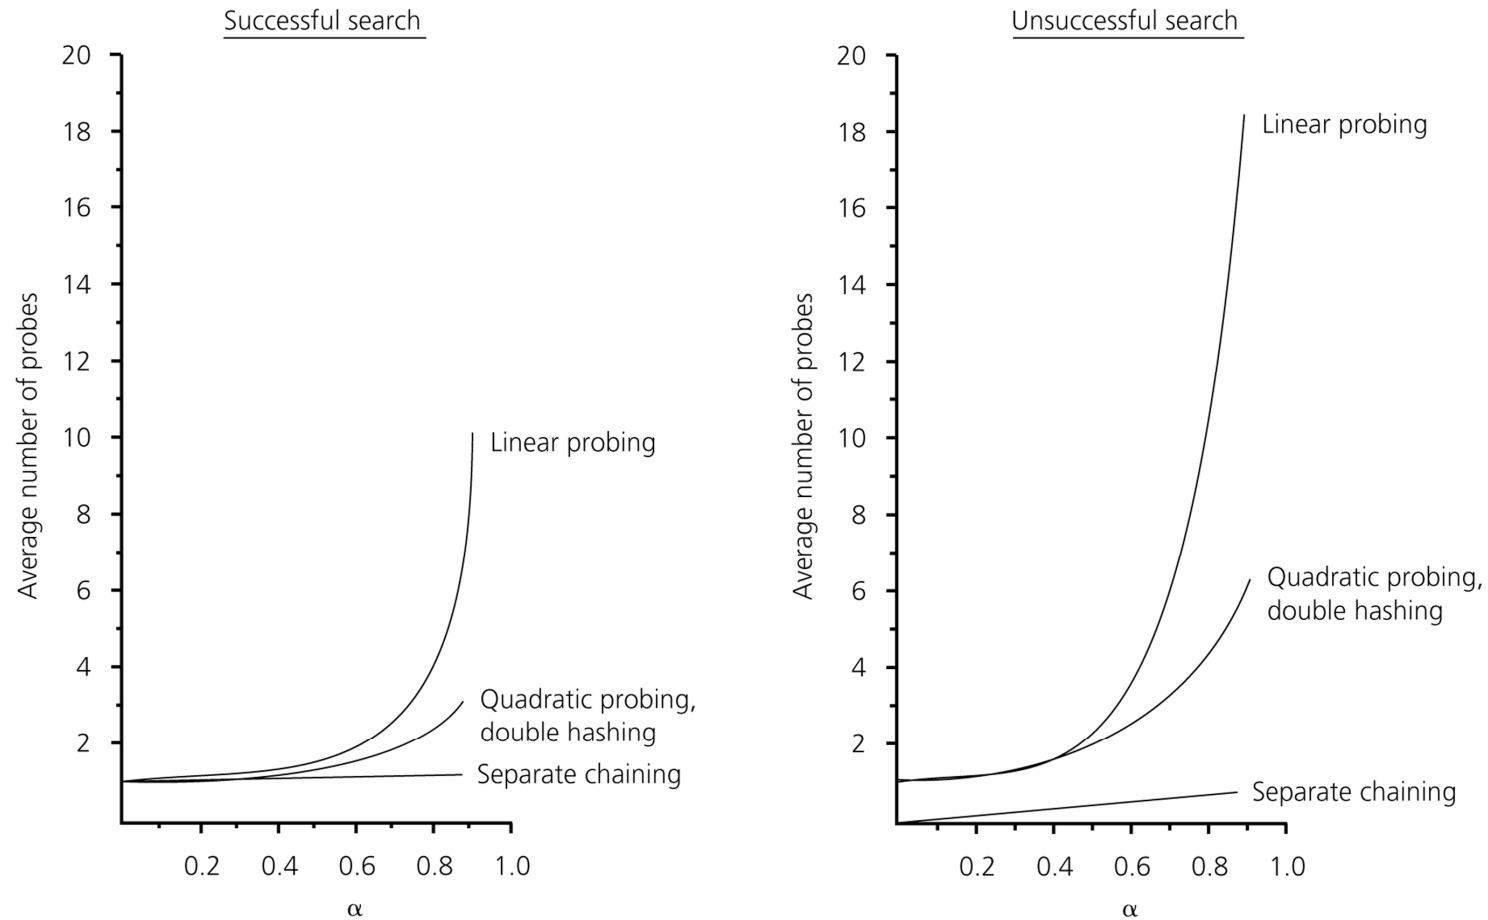 Successful search
20
18
16
14
12
10
8
6
4
2
Average number of probes
Linear probing
Quadratic probing,
double hashing
Separate chaining
0.2 0.4 0.6 0.8 1.0
α
Unsuccessful search
20
18
16
14
12
10
8
6
4
2
Average number of probes
Linear probing
Quadratic probing,
double hashing
Separate chaining
0.2 0.4 0.6 0.8 1.0
α